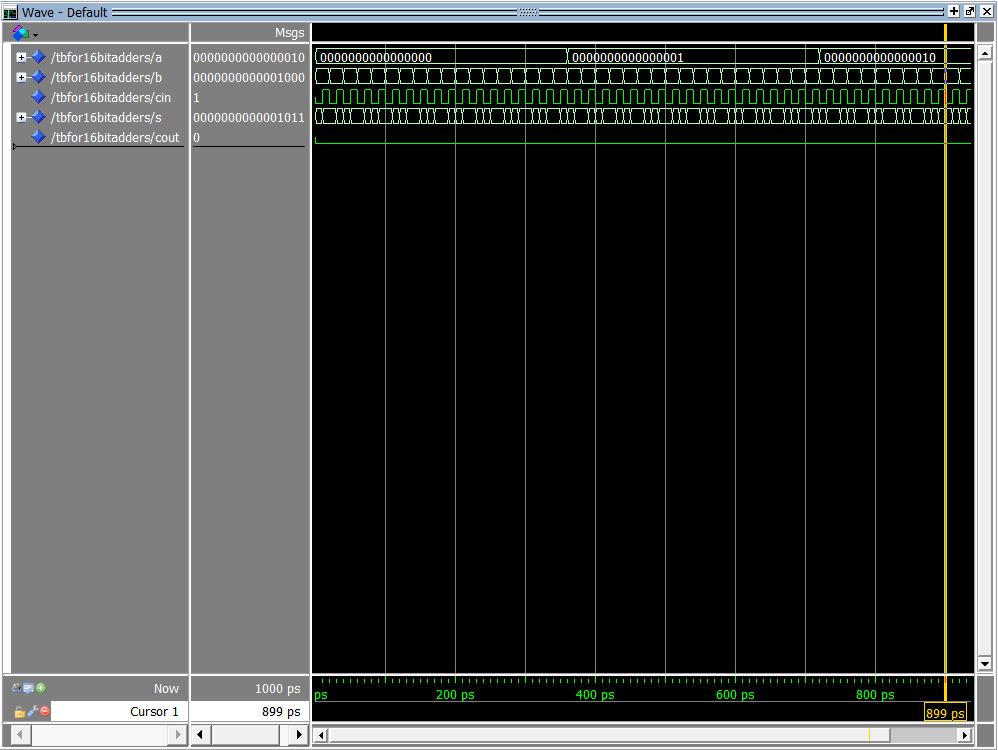 Wave - Default
Msgs
/tbfor16bitadders/a 0000000000000010 0000000000000000 0000000000000001 0000000000000010
/tbfor16bitadders/b 0000000000001000
/tbfor16bitadders/cin 1
/tbfor16bitadders/s 0000000000001011
/tbfor16bitadders/cout 0
Now 1000 ps ps 200 ps 400 ps 600 ps 800 ps
Cursor 1 899 ps 899 ps